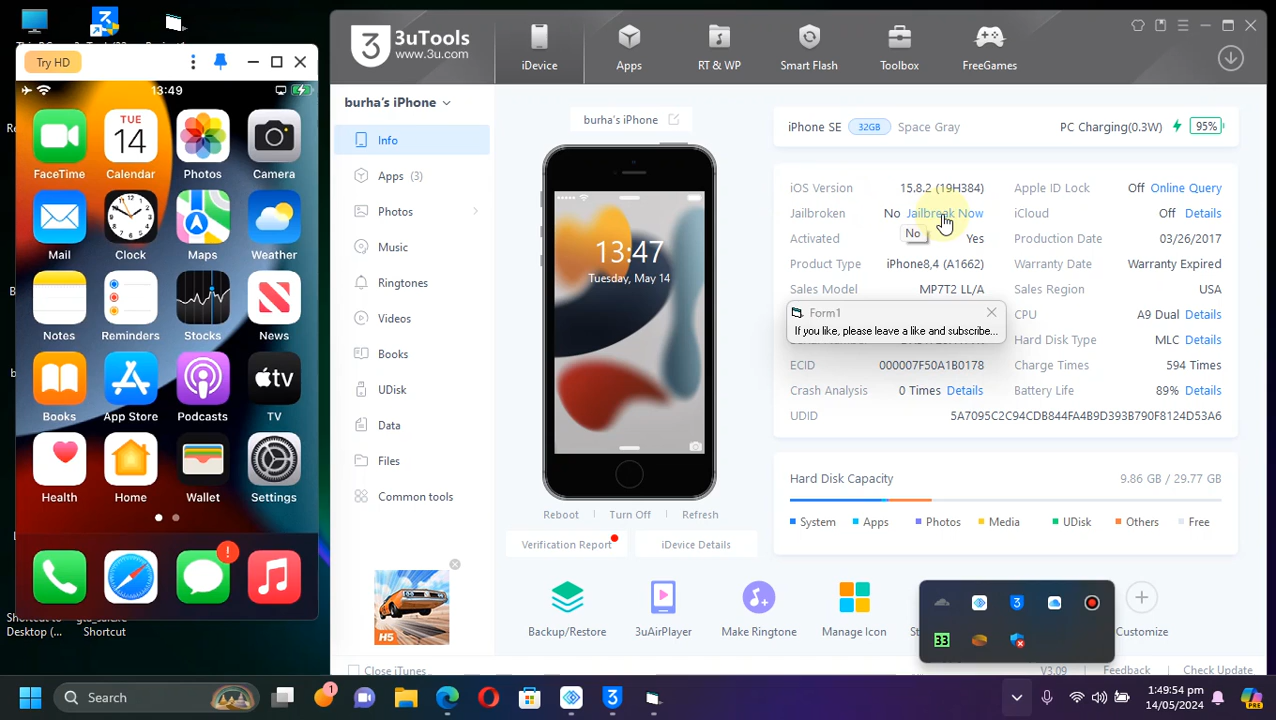 Try HD
13:49
FaceTime
TUE
14
Calendar
Photos
Camera
Mail
Clock
Maps
Weather
Notes
Reminders
Stocks
News
Books
App Store
Podcasts
tv
TV
Health
Home
Wallet
Settings
!
Shortcut to
Desktop (...
Shortcut
3
3uTools
www.3u.com
iDevice
Apps
RT & WP
Smart Flash
Toolbox
FreeGames
burha's iPhone
Info
Apps (3)
Photos
Music
Ringtones
Videos
Books
UDisk
Data
Files
Common tools
H5
Close iTunes
burha's iPhone
13:47
Tuesday, May 14
Reboot
Turn Off
Refresh
Verification Report
iDevice Details
iPhone SE 32GB Space Gray PC Charging(0.3W) 95%
iOS Version 15.8.2 (19H384) Apple ID Lock Off Online Query
Jailbroken No Jailbreak Now iCloud Off Details
No
Activated Yes Production Date 03/26/2017
Product Type iPhone8,4 (A1662) Warranty Date Warranty Expired
Sales Model MP7T2 LL/A Sales Region USA
Form1
If you like, please leave a like and subscribe...
CPU A9 Dual Details
Hard Disk Type MLC Details
ECID 000007F50A1B0178 Charge Times 594 Times
Crash Analysis 0 Times Details Battery Life 89% Details
UDID 5A7095C2C94CDB844FA4B9D393B790F8124D53A6
Hard Disk Capacity 9.86 GB / 29.77 GB
System Apps Photos Media UDisk Others Free
Backup/Restore
3uAirPlayer
Make Ringtone
Manage Icon
Customize
33
V3.09 Feedback Check Update
Search
1
1:49:54 pm
14/05/2024
PRE